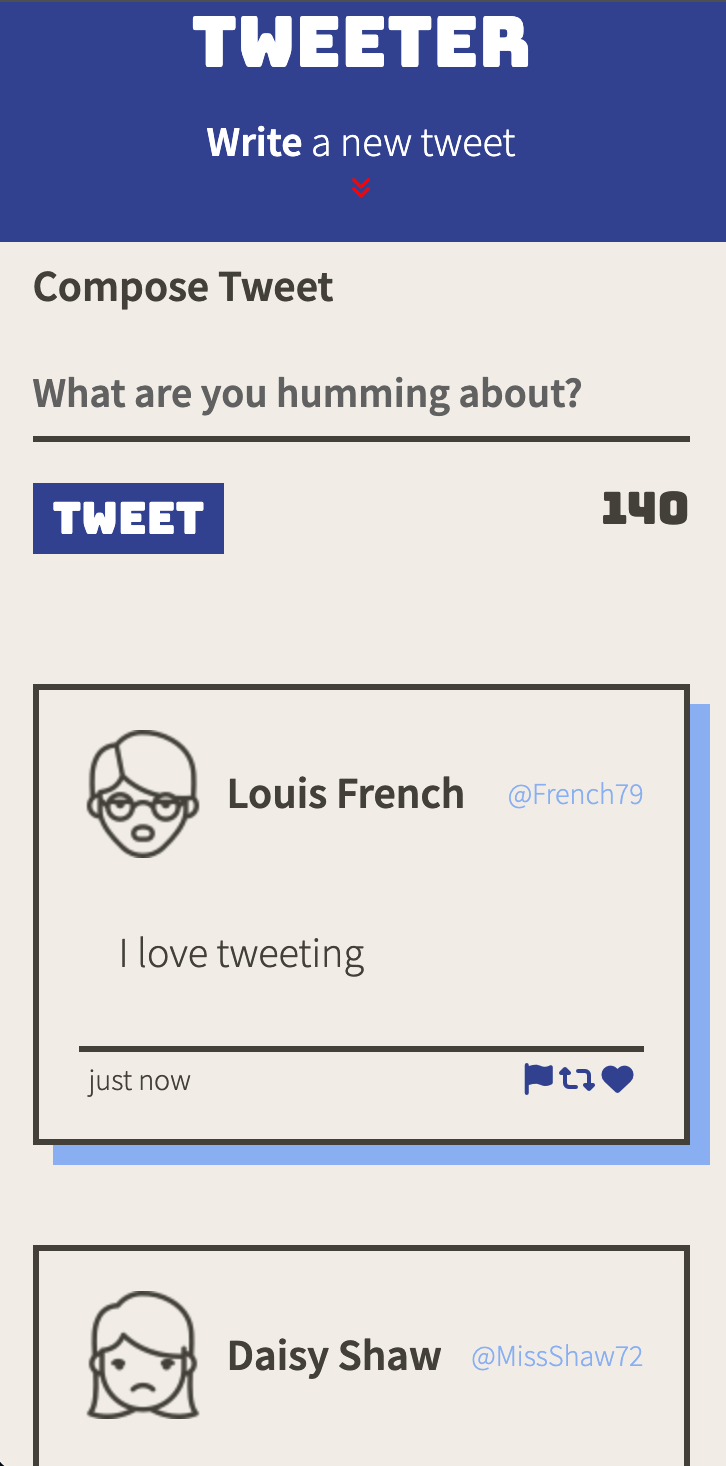 TWEETER
Write a new tweet
Compose Tweet
What are you humming about?
TWEET 140
Louis French @French79
I love tweeting
just now
Daisy Shaw @MissShaw72